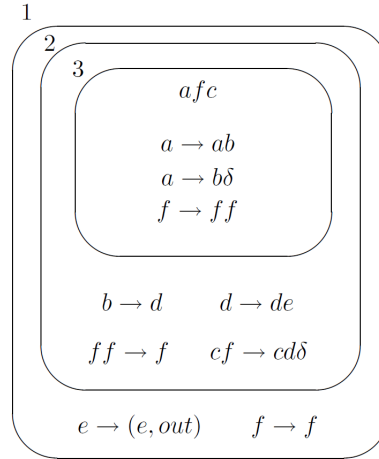 1
2
3
afc
a → ab
a → bδ
f → ff
b → d d → de
ff → f cf → cdδ
e → (e, out) f → f